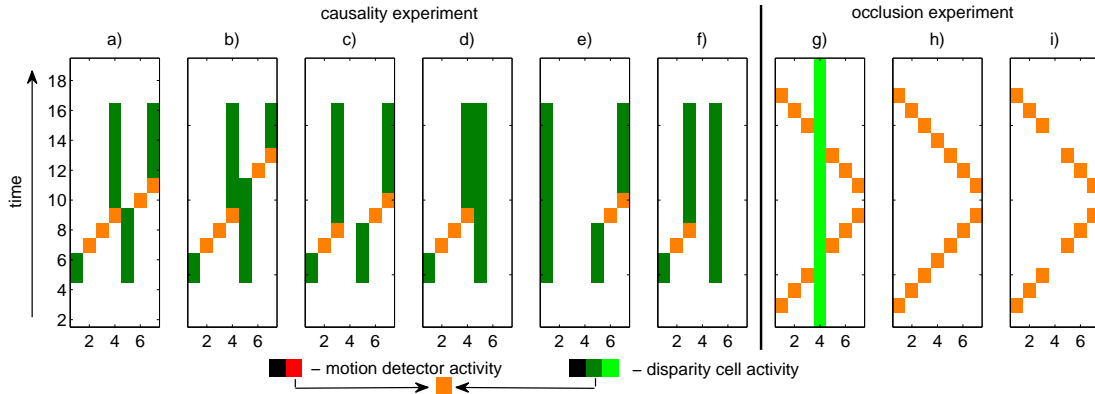 causality experiment
occlusion experiment
a) b) c) d) e) f) g) h) i)
time
18
16
14
12
10
8
6
4
2
2 4 6 2 4 6 2 4 6 2 4 6 2 4 6 2 4 6 2 4 6 2 4 6 2 4 6
– motion detector activity
– disparity cell activity